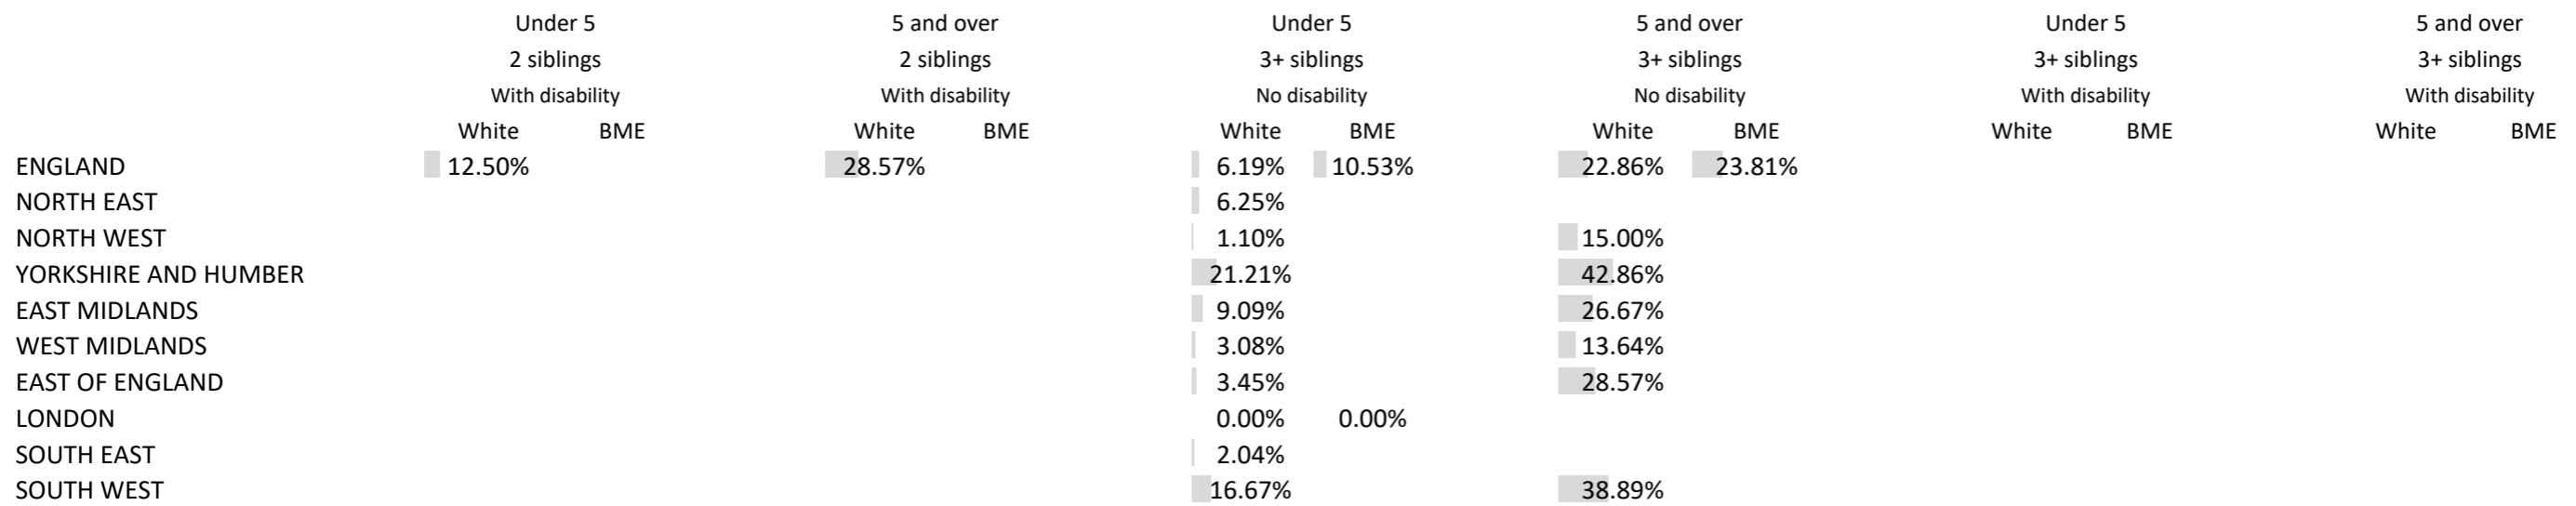 Under 5 5 and over Under 5 5 and over Under 5 5 and over
2 siblings 2 siblings 3+ siblings 3+ siblings 3+ siblings 3+ siblings
With disability With disability No disability No disability With disability With disability
White BME White BME White BME White BME White BME White BME
ENGLAND 12.50% 28.57% 6.19% 10.53% 22.86% 23.81%
NORTH EAST 6.25%
NORTH WEST 1.10% 15.00%
YORKSHIRE AND HUMBER 21.21% 42.86%
EAST MIDLANDS 9.09% 26.67%
WEST MIDLANDS 3.08% 13.64%
EAST OF ENGLAND 3.45% 28.57%
LONDON 0.00% 0.00%
SOUTH EAST 2.04%
SOUTH WEST 16.67% 38.89%